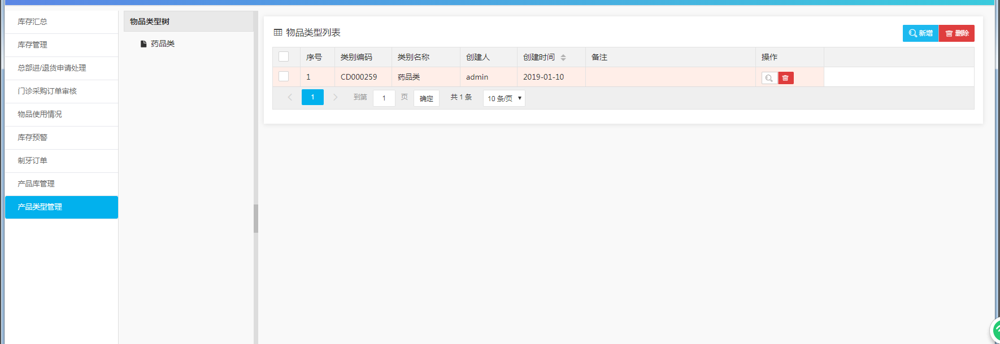 库存汇总
库存管理
总部进/退货申请处理
门诊采购订单审核
物品使用情况
库存预警
制牙订单
产品库管理
产品类型管理
物品类型树
药品类
物品类型列表
新增 删除
序号 类别编码 类别名称 创建人 创建时间 备注 操作
1 CD000259 药品类 admin 2019-01-10
1 到第 1 页 确定 共 1 条 10 条/页